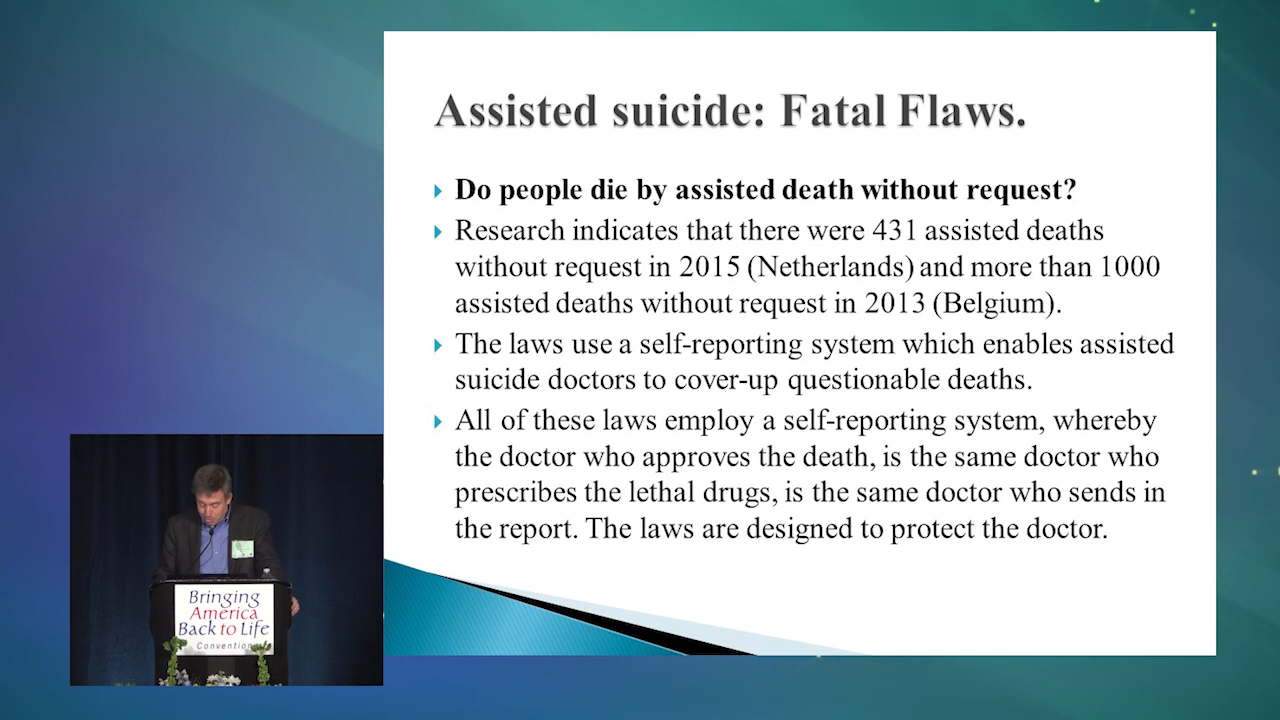 Assisted suicide: Fatal Flaws.
Do people die by assisted death without request?
Research indicates that there were 431 assisted deaths
without request in 2015 (Netherlands) and more than 1000
assisted deaths without request in 2013 (Belgium).
The laws use a self-reporting system which enables assisted
suicide doctors to cover-up questionable deaths.
All of these laws employ a self-reporting system, whereby
the doctor who approves the death, is the same doctor who
prescribes the lethal drugs, is the same doctor who sends in
the report. The laws are designed to protect the doctor.
Bringing
America
Back to Life
Convention